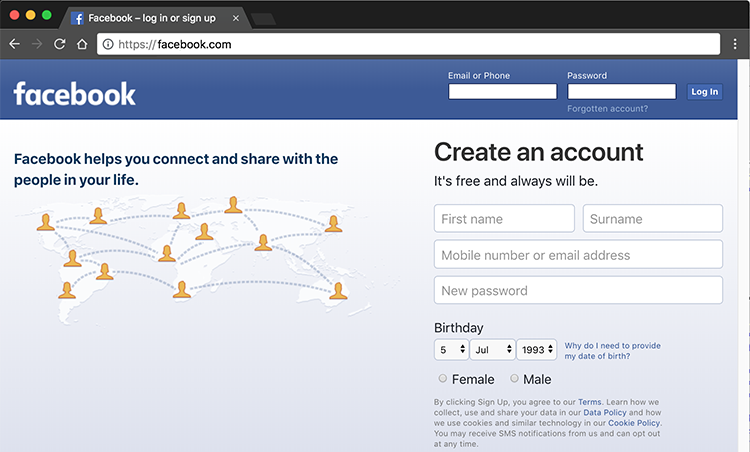 Facebook – log in or sign up
https://facebook.com
facebook
Email or Phone
Password
Log In
Forgotten account?
Facebook helps you connect and share with the
people in your life.
Create an account
It's free and always will be.
First name
Surname
Mobile number or email address
New password
Birthday
5
Jul
1993
Why do I need to provide
my date of birth?
Female
Male
By clicking Sign Up, you agree to our Terms. Learn how we
collect, use and share your data in our Data Policy and how
we use cookies and similar technology in our Cookie Policy.
You may receive SMS notifications from us and can opt out
at any time.